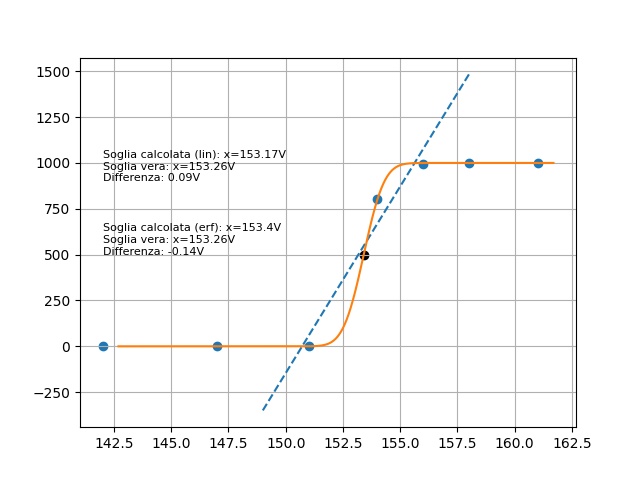 1500
1250
1000
750
500
250
0
−250
Soglia calcolata (lin): x=153.17V
Soglia vera: x=153.26V
Differenza: 0.09V
Soglia calcolata (erf): x=153.4V
Soglia vera: x=153.26V
Differenza: -0.14V
142.5 145.0 147.5 150.0 152.5 155.0 157.5 160.0 162.5